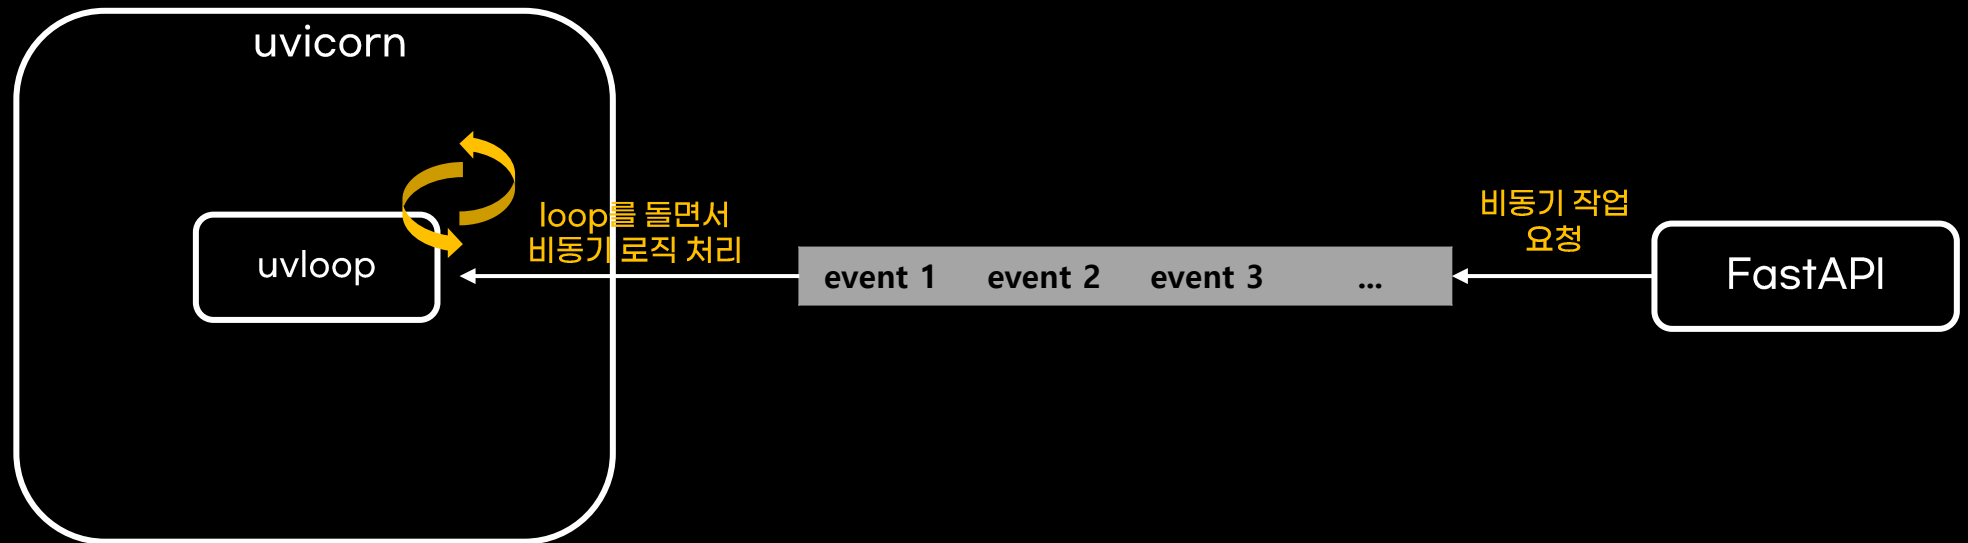 uvicorn
uvloop
loop를 돌면서
비동기 로직 처리
event 1 event 2 event 3 ...
비동기 작업
요청
FastAPI